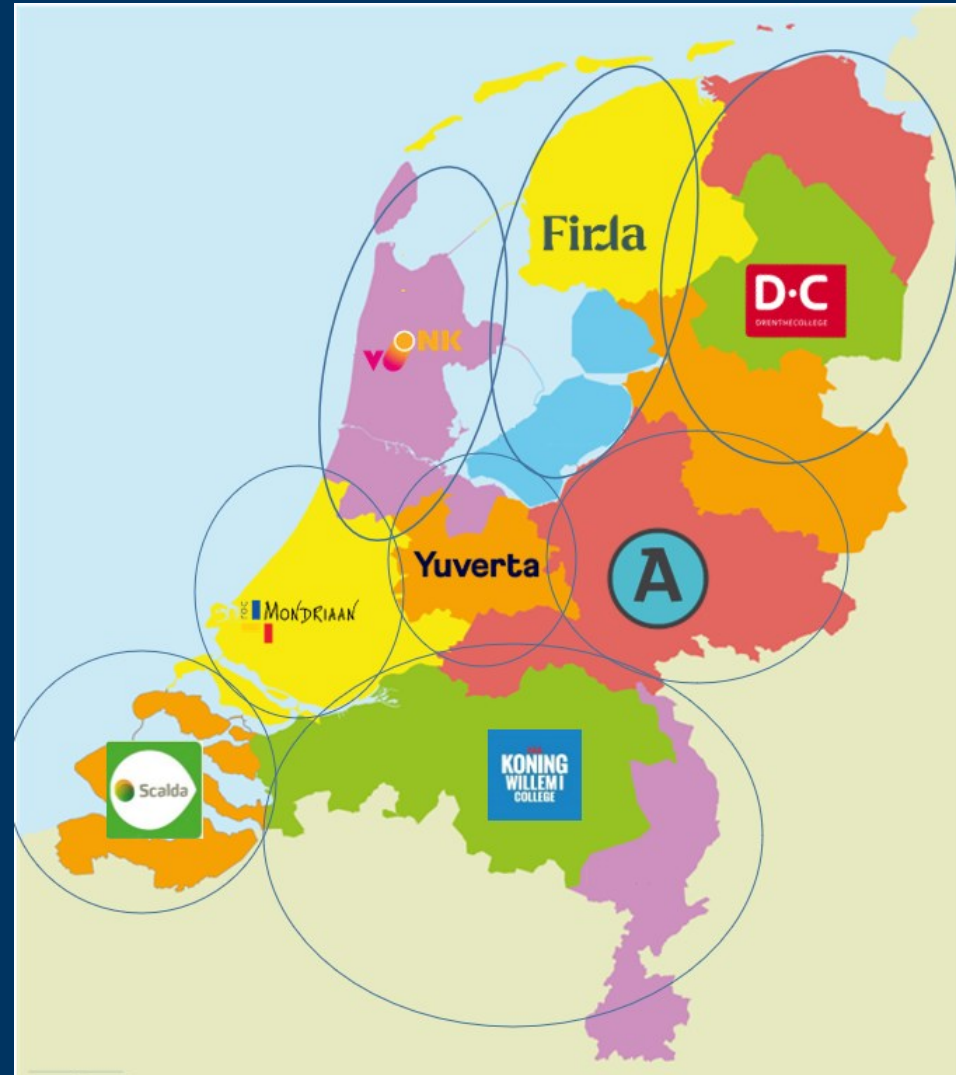 Firda
D·C
DRENTHECOLLEGE
VONK
Yuverta
A
roc
MONDRIAAN
Scalda
KONING
WILLEM I
COLLEGE